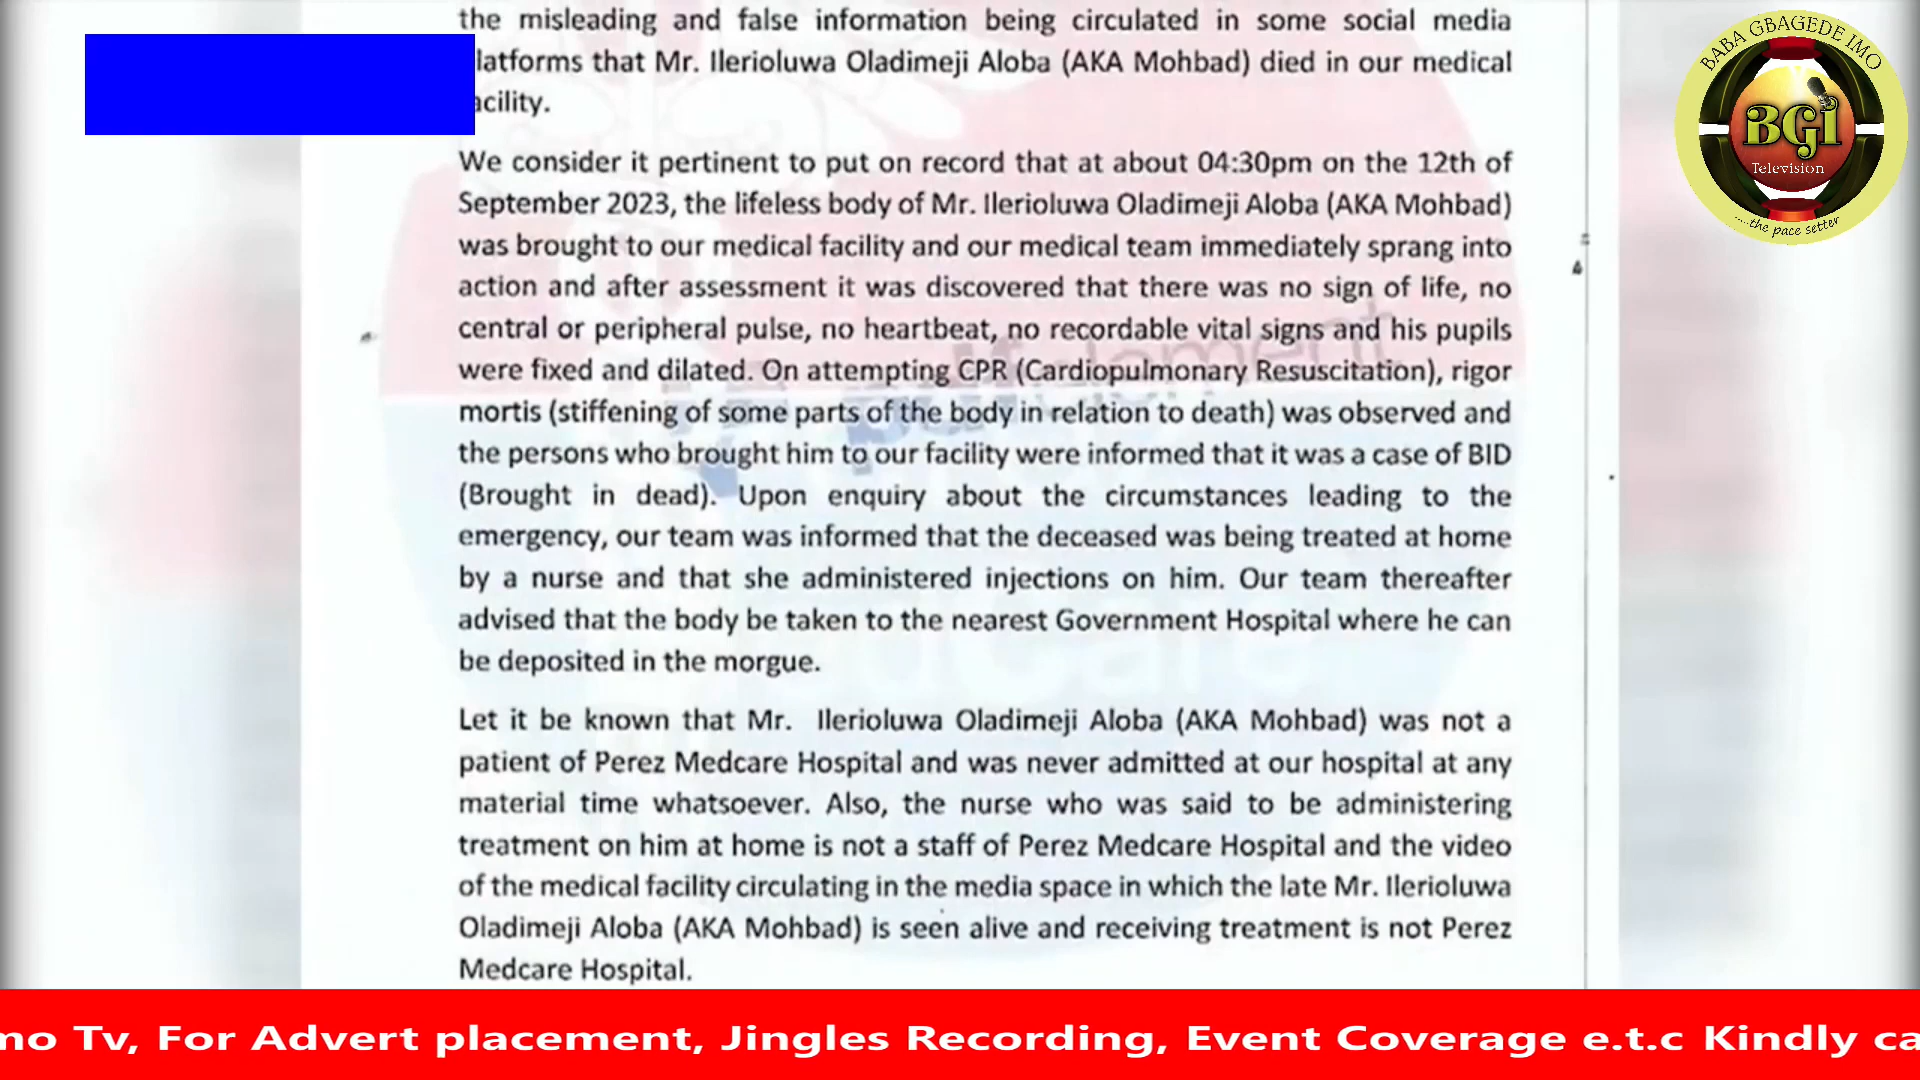 the misleading and false information being circulated in some social media
latforms that Mr. Ilerioluwa Oladimeji Aloba (AKA Mohbad) died in our medical
acility.
We consider it pertinent to put on record that at about 04:30pm on the 12th of
September 2023, the lifeless body of Mr. Ilerioluwa Oladimeji Aloba (AKA Mohbad)
was brought to our medical facility and our medical team immediately sprang into
action and after assessment it was discovered that there was no sign of life, no
central or peripheral pulse, no heartbeat, no recordable vital signs and his pupils
were fixed and dilated. On attempting CPR (Cardiopulmonary Resuscitation), rigor
mortis (stiffening of some parts of the body in relation to death) was observed and
the persons who brought him to our facility were informed that it was a case of BID
(Brought in dead). Upon enquiry about the circumstances leading to the
emergency, our team was informed that the deceased was being treated at home
by a nurse and that she administered injections on him. Our team thereafter
advised that the body be taken to the nearest Government Hospital where he can
be deposited in the morgue.
Let it be known that Mr. Ilerioluwa Oladimeji Aloba (AKA Mohbad) was not a
patient of Perez Medcare Hospital and was never admitted at our hospital at any
material time whatsoever. Also, the nurse who was said to be administering
treatment on him at home is not a staff of Perez Medcare Hospital and the video
of the medical facility circulating in the media space in which the late Mr. Ilerioluwa
Oladimeji Aloba (AKA Mohbad) is seen alive and receiving treatment is not Perez
Medcare Hospital.
BABA GBAGEDE IMO
BGI
Television
.....the pace setter
mo Tv, For Advert placement, Jingles Recording, Event Coverage e.t.c Kindly ca